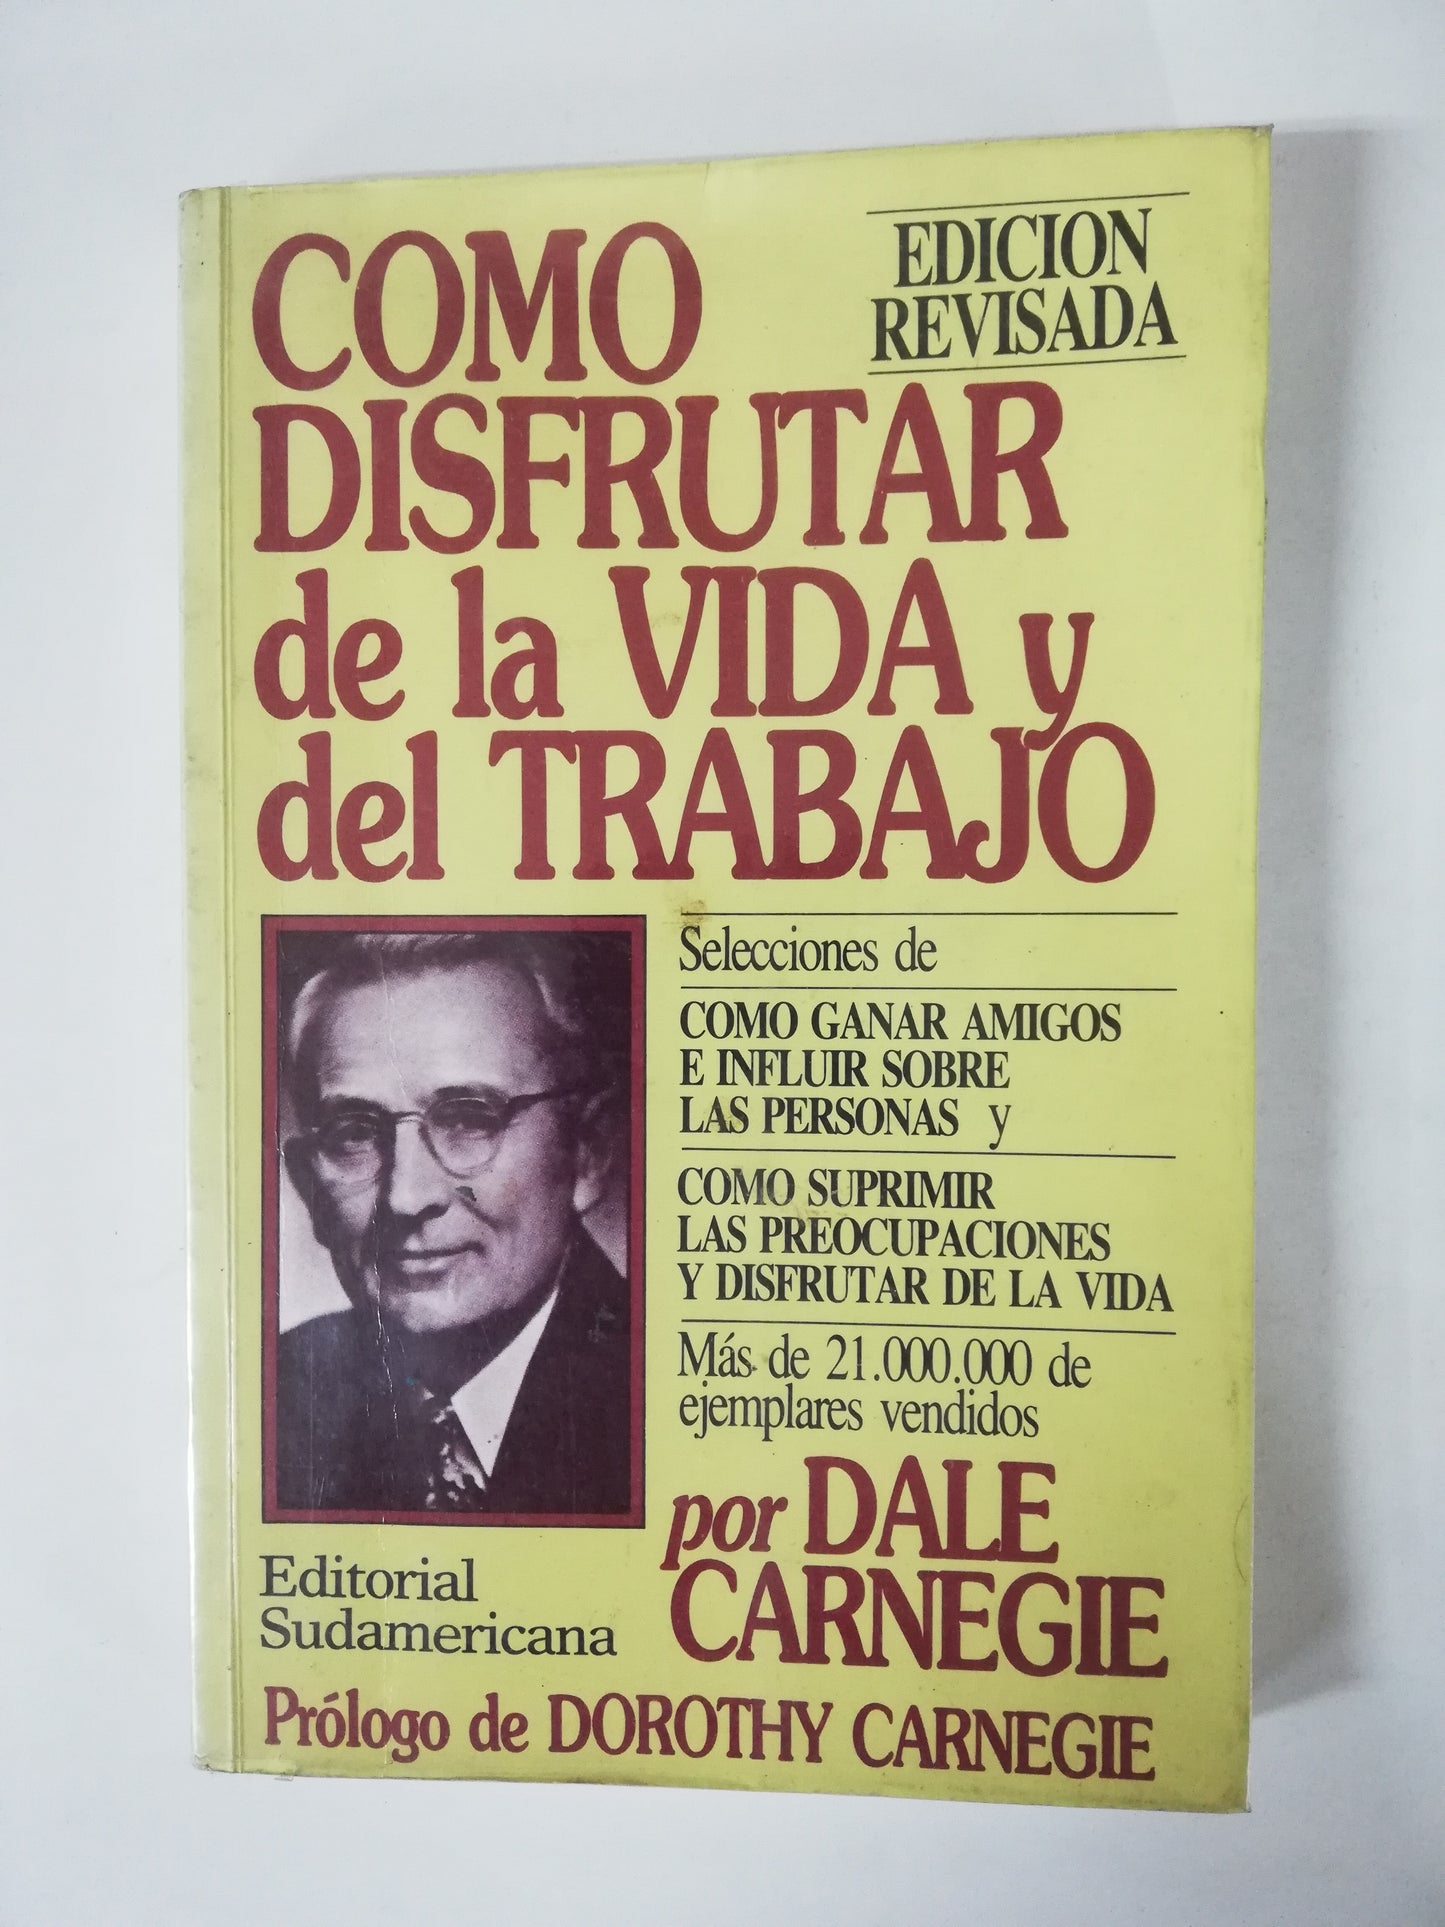 EDICION
REVISADA
COMO
DISFRUTAR
de la VIDA y
del TRABAJO
Selecciones de
COMO GANAR AMIGOS
E INFLUIR SOBRE
LAS PERSONAS y
COMO SUPRIMIR
LAS PREOCUPACIONES
Y DISFRUTAR DE LA VIDA
Más de 21.000.000 de
ejemplares vendidos
por DALE
CARNEGIE
Editorial
Sudamericana
Prólogo de DOROTHY CARNEGIE